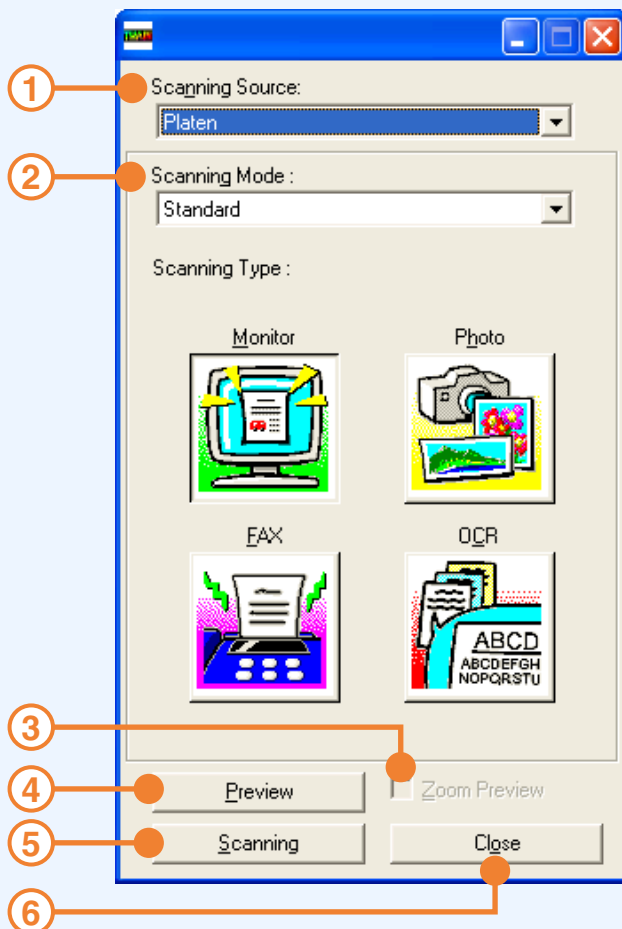 1 Scanning Source:
Platen
2 Scanning Mode :
Standard
Scanning Type :
Monitor Photo
FAX OCR
ABCD
ABCDEFGH
NOPQRSTU
3
4 Preview Zoom Preview
5 Scanning Close
6